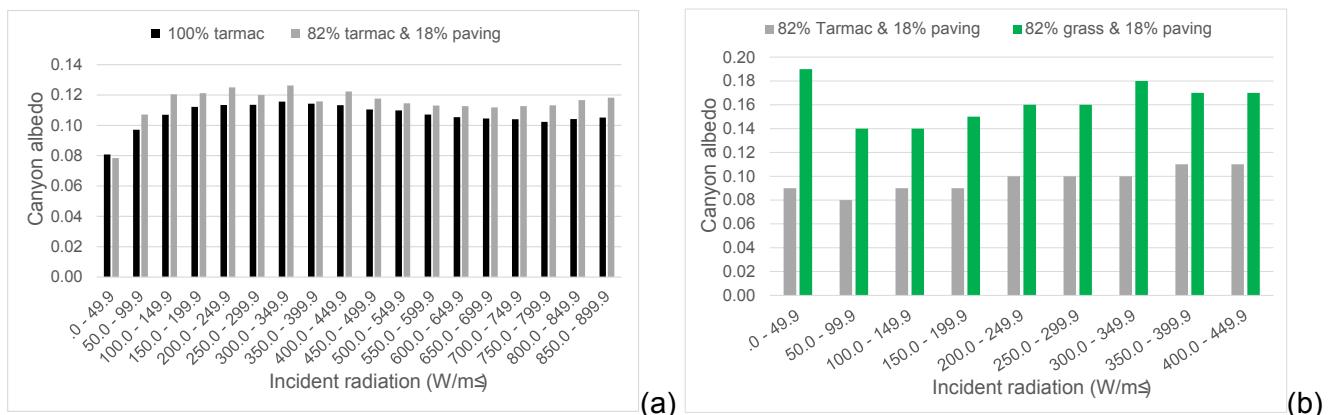 100% tarmac 82% tarmac & 18% paving
Canyon albedo
0.14
0.12
0.10
0.08
0.06
0.04
0.02
0.00
.0 - 49.9
50.0 - 99.9
100.0 - 149.9
150.0 - 199.9
200.0 - 249.9
250.0 - 299.9
300.0 - 349.9
350.0 - 399.9
400.0 - 449.9
450.0 - 499.9
500.0 - 549.9
550.0 - 599.9
600.0 - 649.9
650.0 - 699.9
700.0 - 749.9
750.0 - 799.9
800.0 - 849.9
850.0 - 899.9
Incident radiation (W/m≤)
(a)
82% Tarmac & 18% paving 82% grass & 18% paving
Canyon albedo
0.20
0.18
0.16
0.14
0.12
0.10
0.08
0.06
0.04
0.02
0.00
.0 - 49.9
50.0 - 99.9
100.0 - 149.9
150.0 - 199.9
200.0 - 249.9
250.0 - 299.9
300.0 - 349.9
350.0 - 399.9
400.0 - 449.9
Incident radiation (W/m≤)
(b)